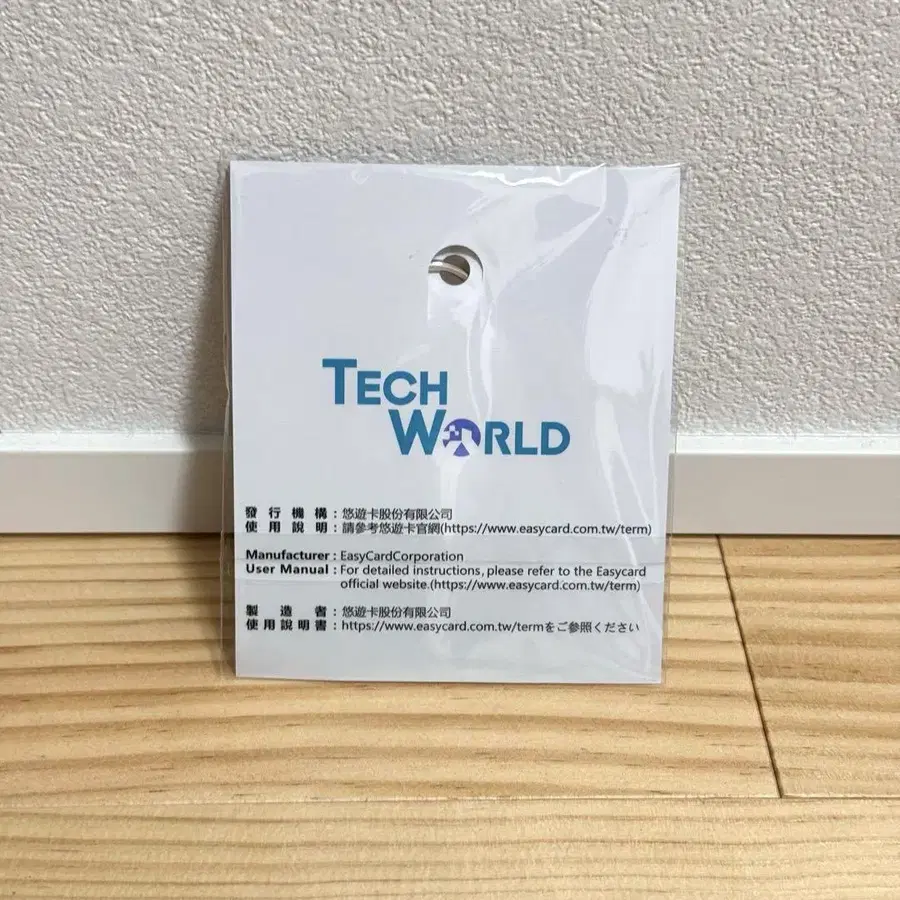 TECH
WORLD
發行機構：悠遊卡股份有限公司
使用說明：請參考悠遊卡官網(https://www.easycard.com.tw/term)
Manufacturer : EasyCardCorporation
User Manual : For detailed instructions, please refer to the Easycard
official website.(https://www.easycard.com.tw/term)
製造者：悠遊卡股份有限公司
使用說明書：https://www.easycard.com.tw/termをご参照ください